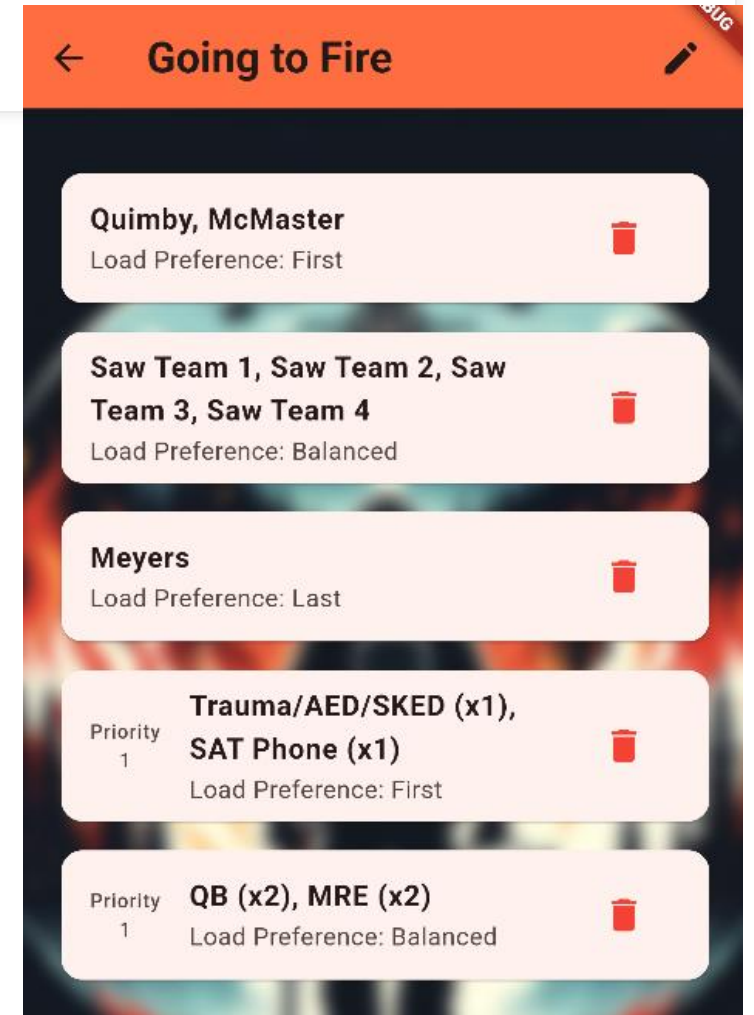 Going to Fire
Quimby, McMaster
Load Preference: First
Saw Team 1, Saw Team 2, Saw
Team 3, Saw Team 4
Load Preference: Balanced
Meyers
Load Preference: Last
Priority
1
Trauma/AED/SKED (x1),
SAT Phone (x1)
Load Preference: First
Priority
1
QB (x2), MRE (x2)
Load Preference: Balanced